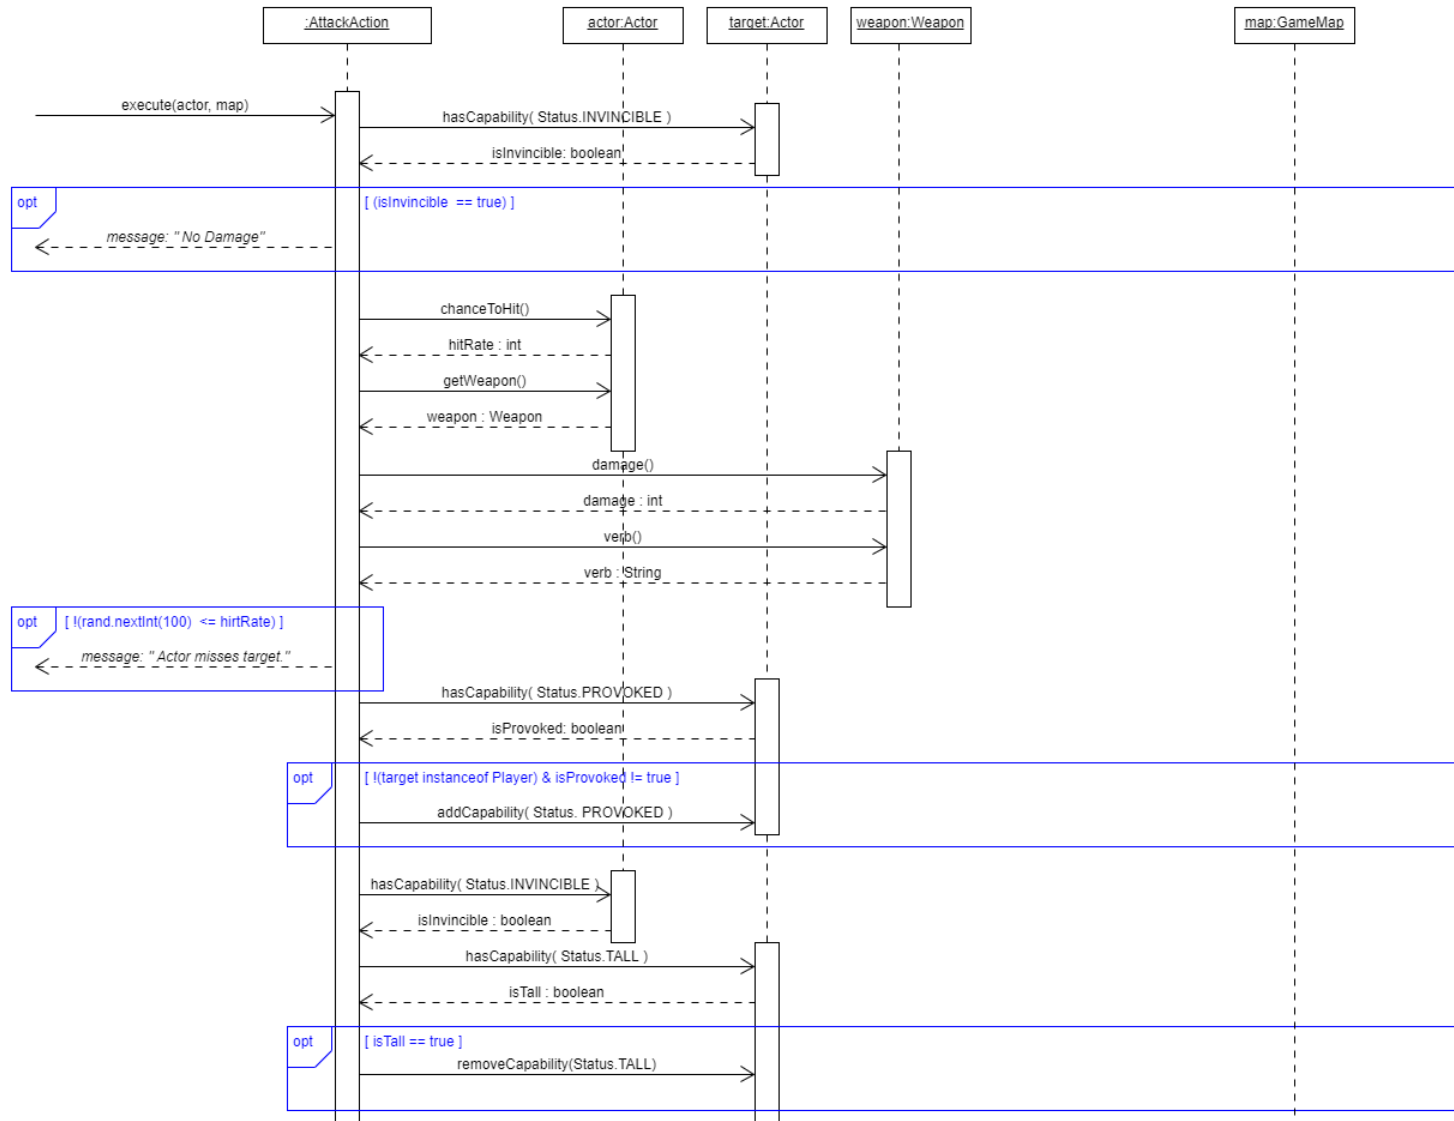 :AttackAction
actor:Actor
target:Actor
weapon:Weapon
map:GameMap
execute(actor, map)
hasCapability( Status.INVINCIBLE )
isInvincible: boolean
opt
[ (isInvincible == true) ]
message: " No Damage"
chanceToHit()
hitRate : int
getWeapon()
weapon : Weapon
damage()
damage : int
verb()
verb : String
opt
[ !(rand.nextInt(100) <= hirtRate) ]
message: " Actor misses target."
hasCapability( Status.PROVOKED )
isProvoked: boolean
opt
[ !(target instanceof Player) & isProvoked != true ]
addCapability( Status. PROVOKED )
hasCapability( Status.INVINCIBLE )
isInvincible : boolean
hasCapability( Status.TALL )
isTall : boolean
opt
[ isTall == true ]
removeCapability(Status.TALL)